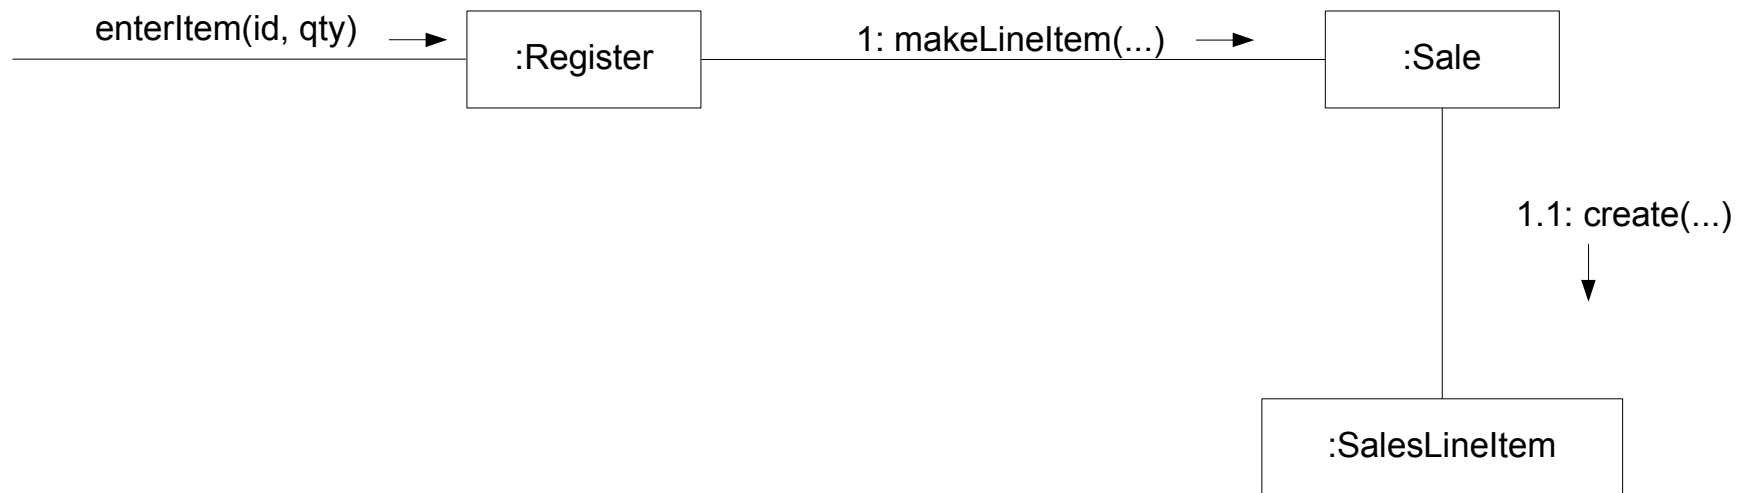 enterItem(id, qty)
:Register
1: makeLineItem(...)
:Sale
1.1: create(...)
:SalesLineItem